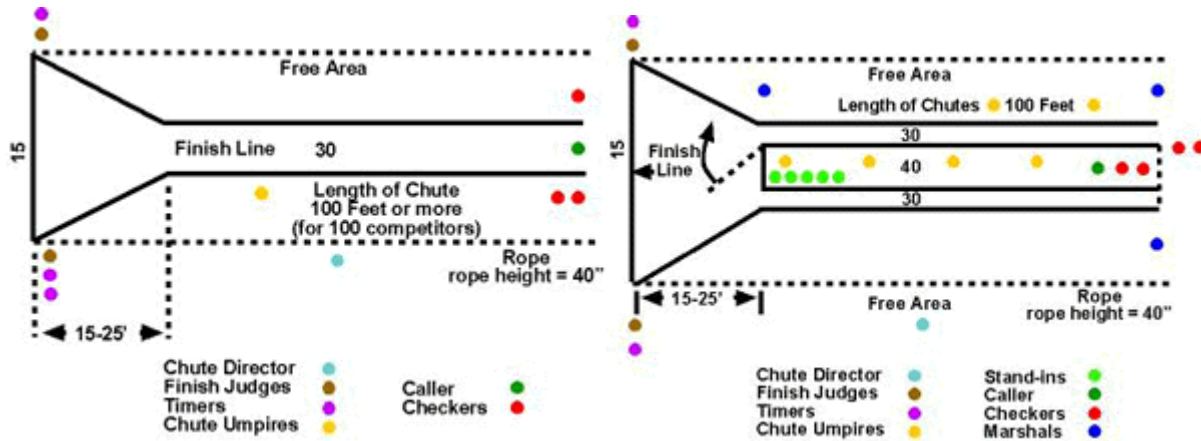 Free Area
15
Finish Line
30
Length of Chute
100 Feet or more
(for 100 competitors)
Rope
rope height = 40”
15-25'
Chute Director
Finish Judges
Timers
Chute Umpires
Caller
Checkers
Free Area
Length of Chutes
100 Feet
30
15
Finish
Line
40
30
15-25'
Free Area
Rope
rope height = 40”
Chute Director
Finish Judges
Timers
Chute Umpires
Stand-ins
Caller
Checkers
Marshals